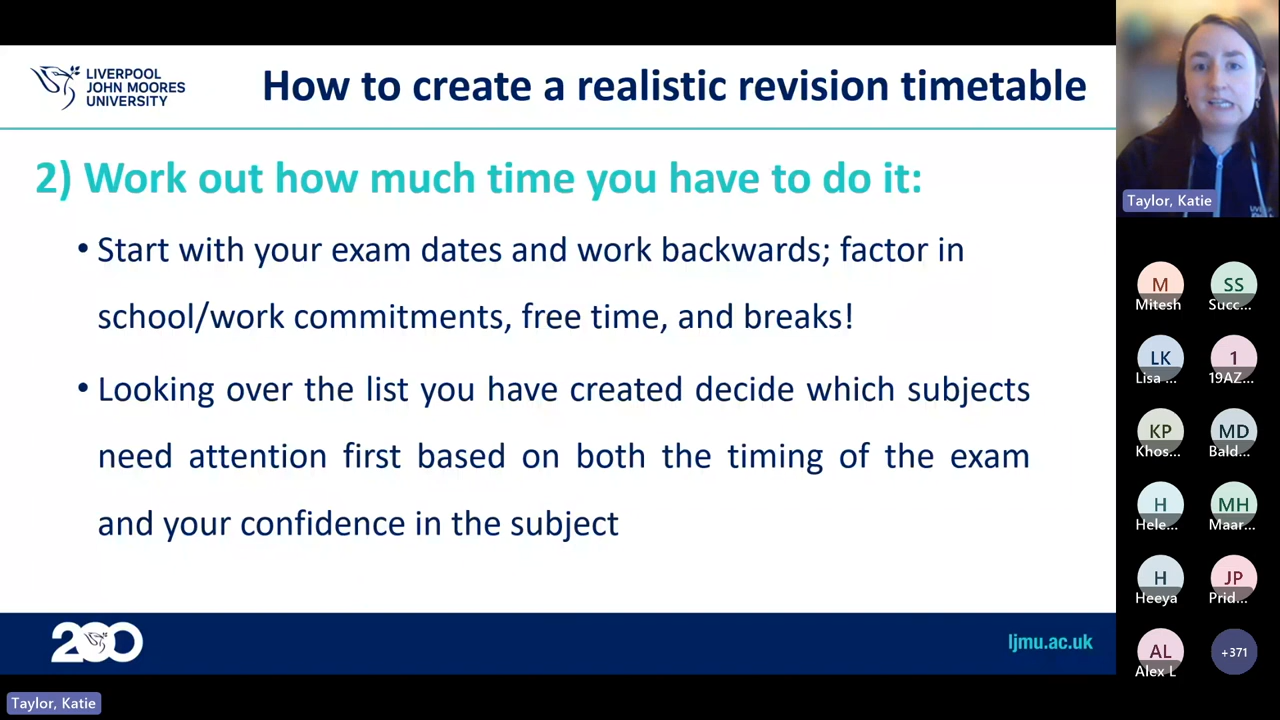 LIVERPOOL
JOHN MOORES
UNIVERSITY
How to create a realistic revision timetable
2) Work out how much time you have to do it:
• Start with your exam dates and work backwards; factor in
school/work commitments, free time, and breaks!
• Looking over the list you have created decide which subjects
need attention first based on both the timing of the exam
and your confidence in the subject
200
ljmu.ac.uk
Taylor, Katie
Taylor, Katie
M
Mitesh
SS
Succ...
LK
Lisa ...
1
19AZ...
KP
Khos...
MD
Bald...
H
Hele...
MH
Maar...
H
Heeya
JP
Prid...
AL
Alex L
+371